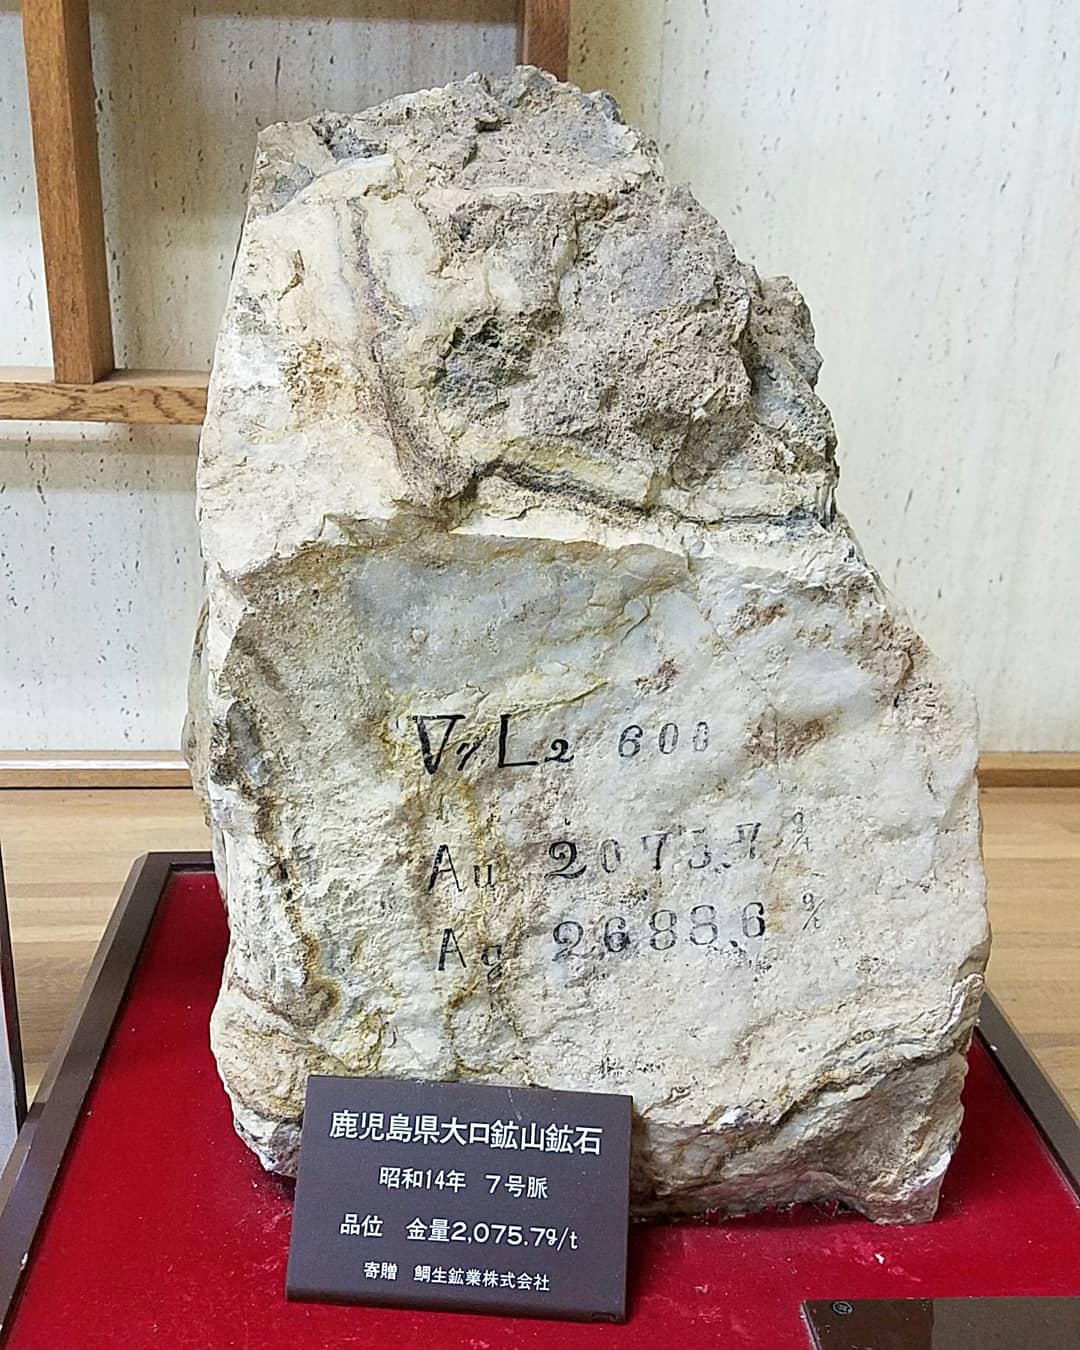 V7 L2 600
Au 2075.7 g/t
Ag 2688.6 g/t
鹿児島県大口鉱山鉱石
昭和14年 7号脈
品位 金量2,075.7g/t
寄贈 鯛生鉱業株式会社